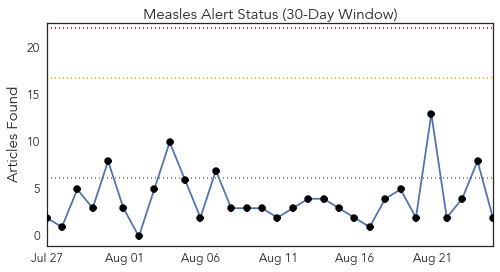 Measles Alert Status (30-Day Window)
Articles Found
20
15
10
5
0
Jul 27
Aug 01
Aug 06
Aug 11
Aug 16
Aug 21